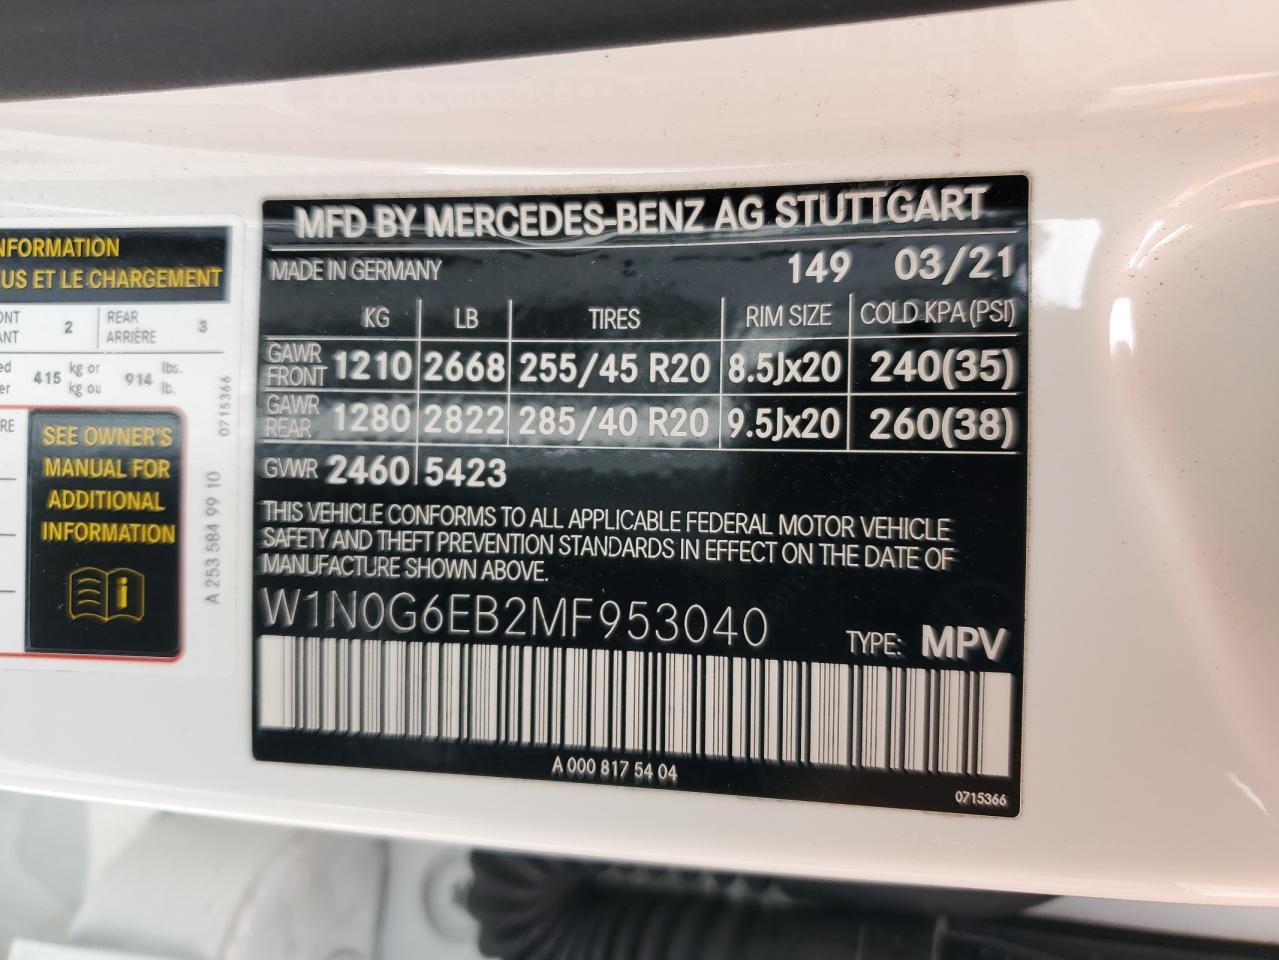 NFORMATION
TUS ET LE CHARGEMENT
2
REAR
ARRIÈRE
3
415
kg or
kg ou
914
lbs.
lb.
0715366
SEE OWNER'S
MANUAL FOR
ADDITIONAL
INFORMATION
A 253 584 99 10
MFD BY MERCEDES-BENZ AG STUTTGART
MADE IN GERMANY 149 03/21
KG LB TIRES RIM SIZE COLD KPA (PSI)
GAWR FRONT 1210 2668 255/45 R20 8.5Jx20 240(35)
GAWR REAR 1280 2822 285/40 R20 9.5Jx20 260(38)
GVWR 2460 5423
THIS VEHICLE CONFORMS TO ALL APPLICABLE FEDERAL MOTOR VEHICLE
SAFETY AND THEFT PREVENTION STANDARDS IN EFFECT ON THE DATE OF
MANUFACTURE SHOWN ABOVE.
W1N0G6EB2MF953040 TYPE: MPV
A 000 817 54 04
0715366